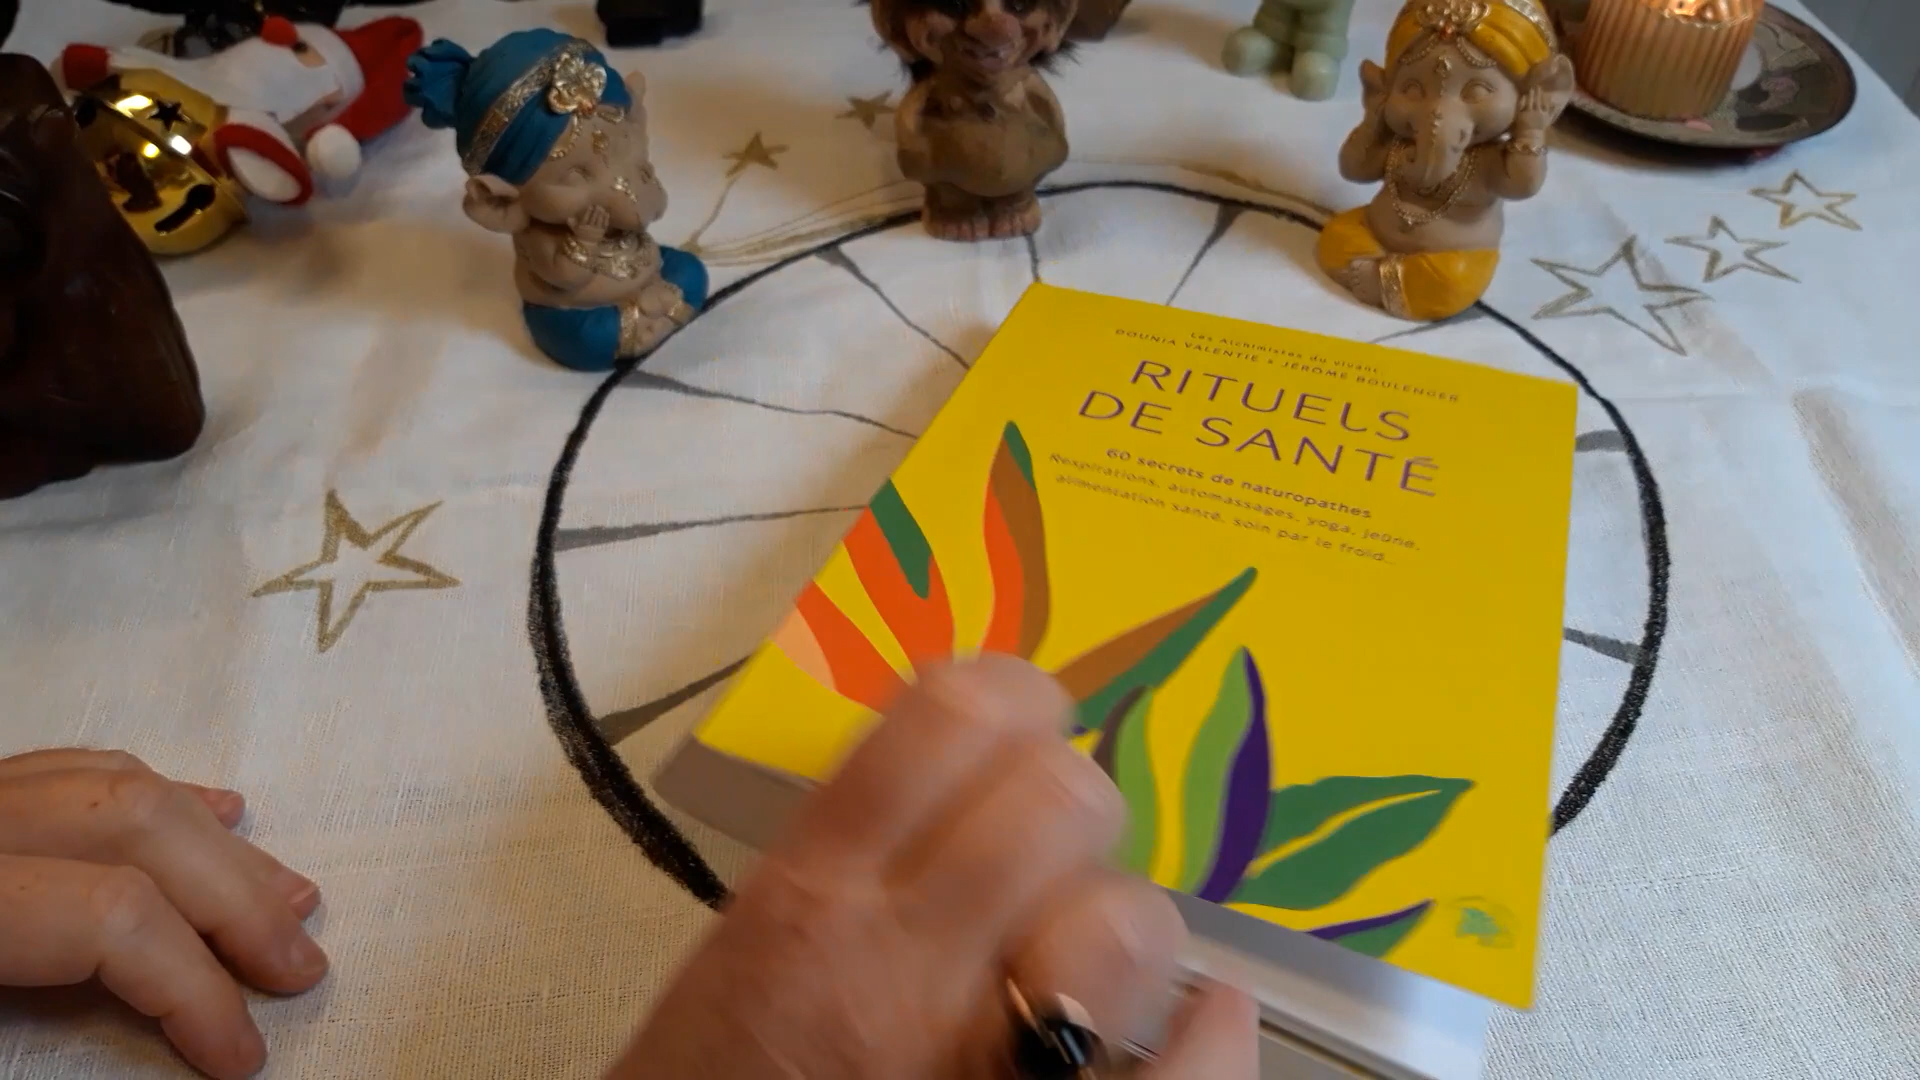 Les Alchimistes du vivant
DOUNIA VALENTIE & JÉRÔME BOULENGER
RITUELS
DE SANTÉ
60 secrets de naturopathes
Respirations, automassages, yoga, jeûne,
alimentation santé, soin par le froid...